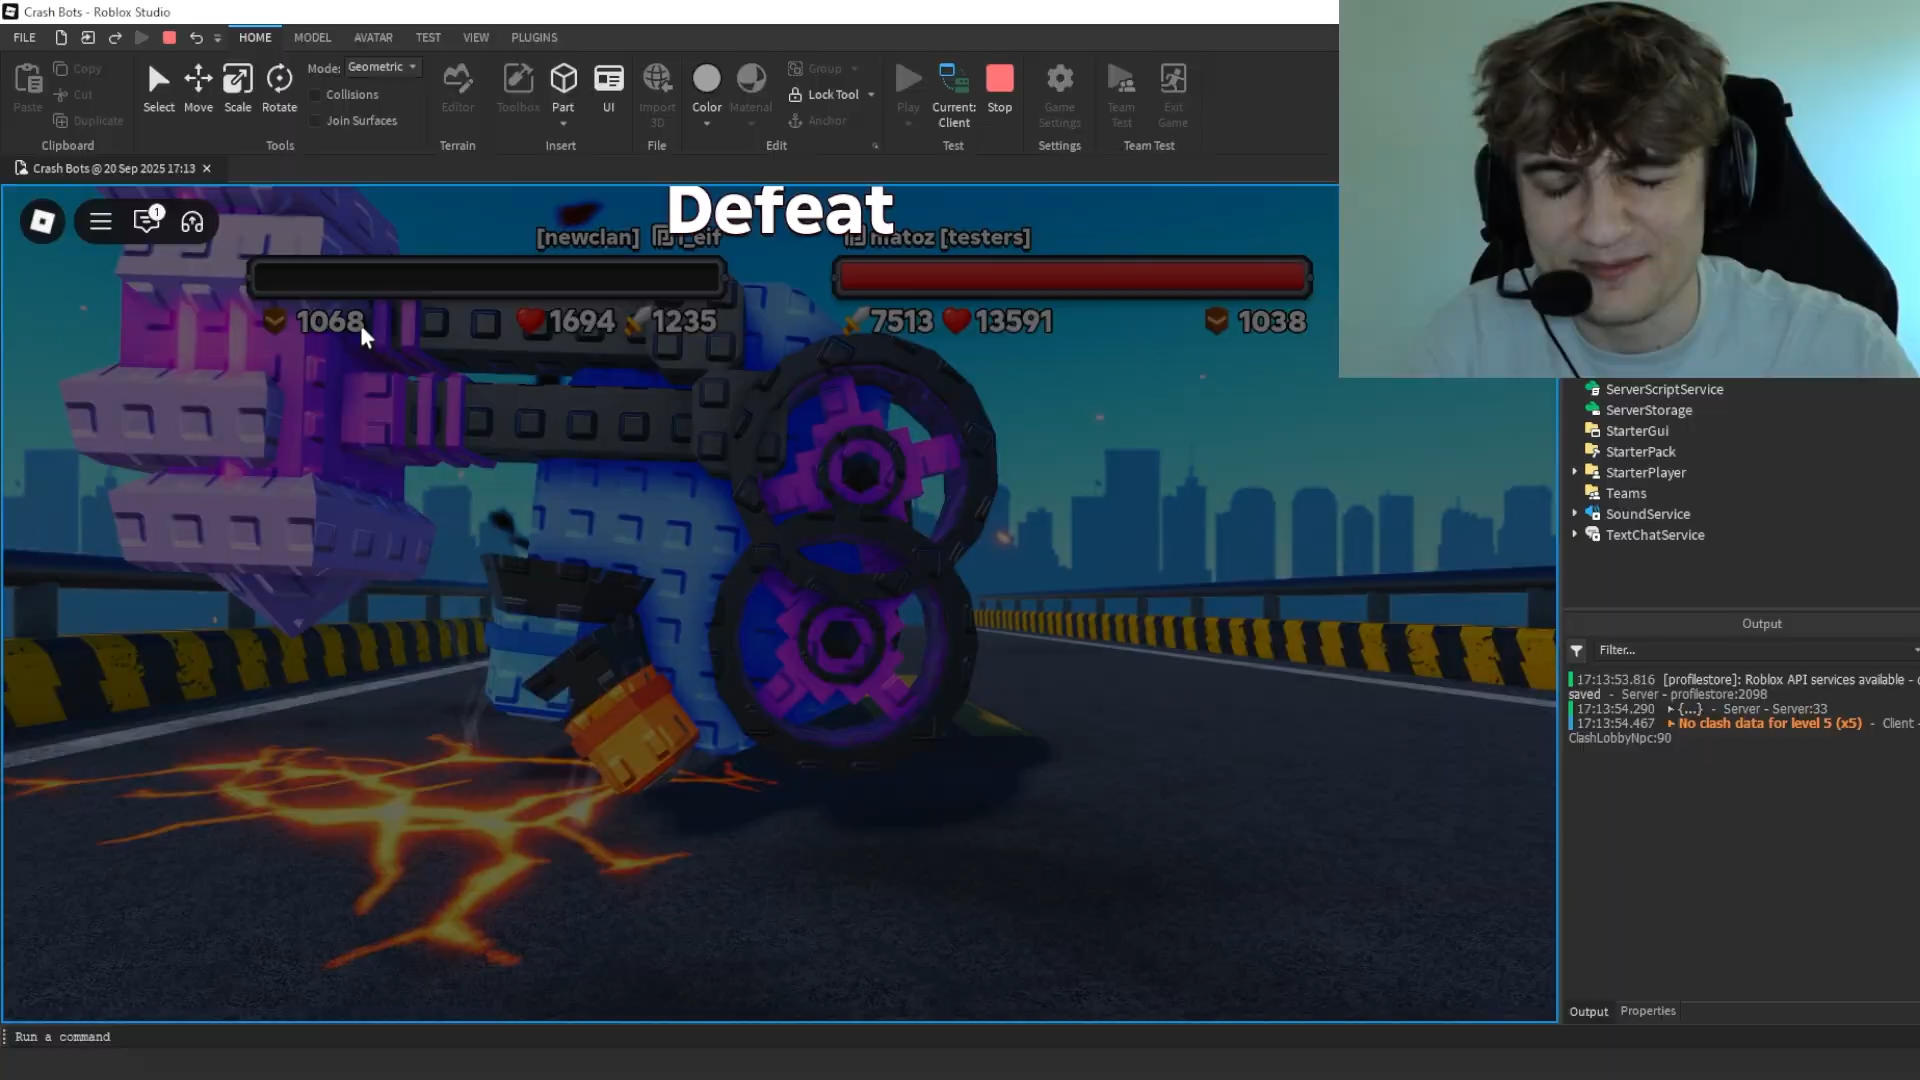 Crash Bots - Roblox Studio
FILE HOME MODEL AVATAR TEST VIEW PLUGINS
Paste Copy Cut Duplicate
Clipboard
Select Move Scale Rotate
Mode: Geometric
Collisions
Join Surfaces
Tools
Editor
Terrain
Toolbox Part UI
Insert
Import 3D
File
Color Material
Group
Lock Tool
Anchor
Edit
Play Current: Client Stop
Test
Game Settings
Settings
Team Test Exit Game
Team Test
Crash Bots @ 20 Sep 2025 17:13
1
Defeat
[newclan]
matoz [testers]
1068 1694 1235 7513 13591 1038
ServerScriptService
ServerStorage
StarterGui
StarterPack
StarterPlayer
Teams
SoundService
TextChatService
Output
Filter...
17:13:53.816 [profilestore]: Roblox API services available -
saved - Server - profilestore:2098
17:13:54.290 {...} - Server - Server:33
17:13:54.467 No clash data for level 5 (x5) - Client -
ClashLobbyNpc:90
Output Properties
Run a command